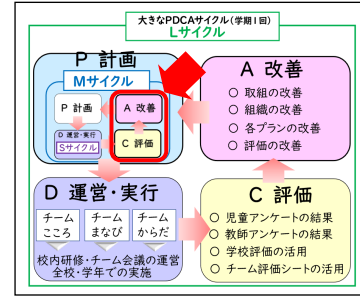 大きなPDCAサイクル(学期1回)
Lサイクル
P 計画
Mサイクル
P 計画
A 改善
D 運営・実行
Sサイクル
C 評価
A 改善
○ 取組の改善
○ 組織の改善
○ 各プランの改善
○ 評価の改善
D 運営・実行
チーム
こころ
チーム
まなび
チーム
からだ
校内研修・チーム会議の運営
全校・学年での実施
C 評価
○ 児童アンケートの結果
○ 教師アンケートの結果
○ 学校評価の活用
○ チーム評価シートの活用